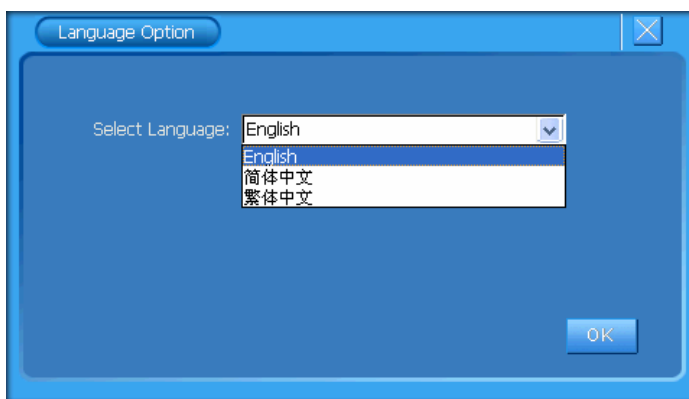 Language Option
Select Language: English
English
简体中文
繁体中文
OK